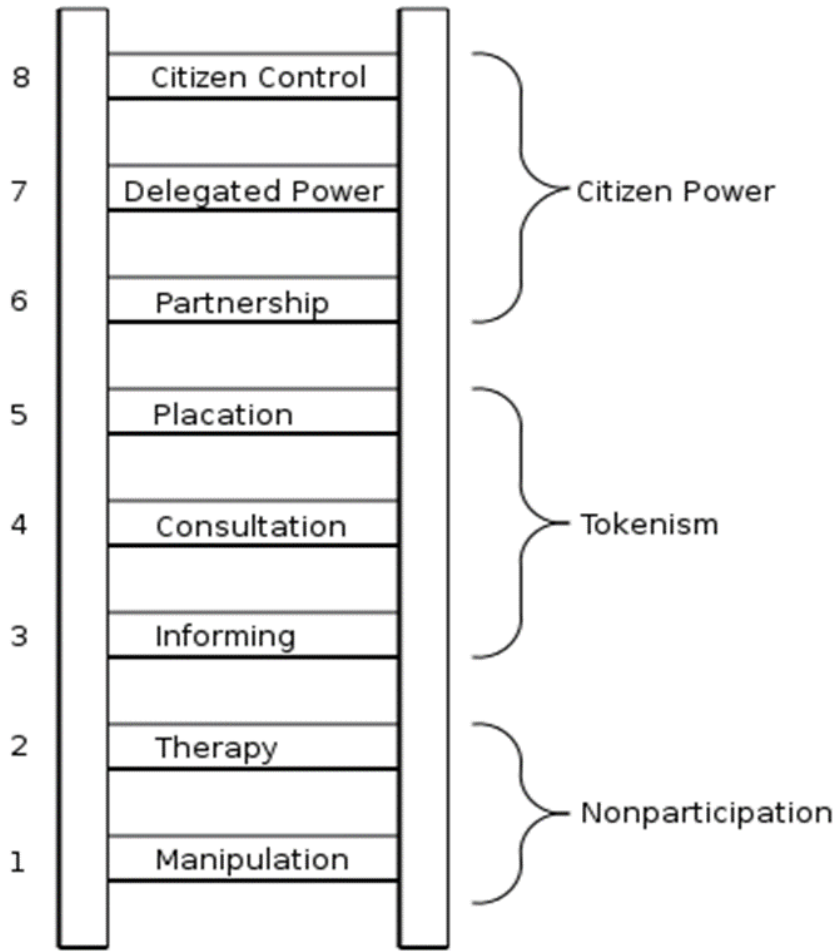 8 Citizen Control
7 Delegated Power Citizen Power
6 Partnership
5 Placation
4 Consultation Tokenism
3 Informing
2 Therapy
Nonparticipation
1 Manipulation